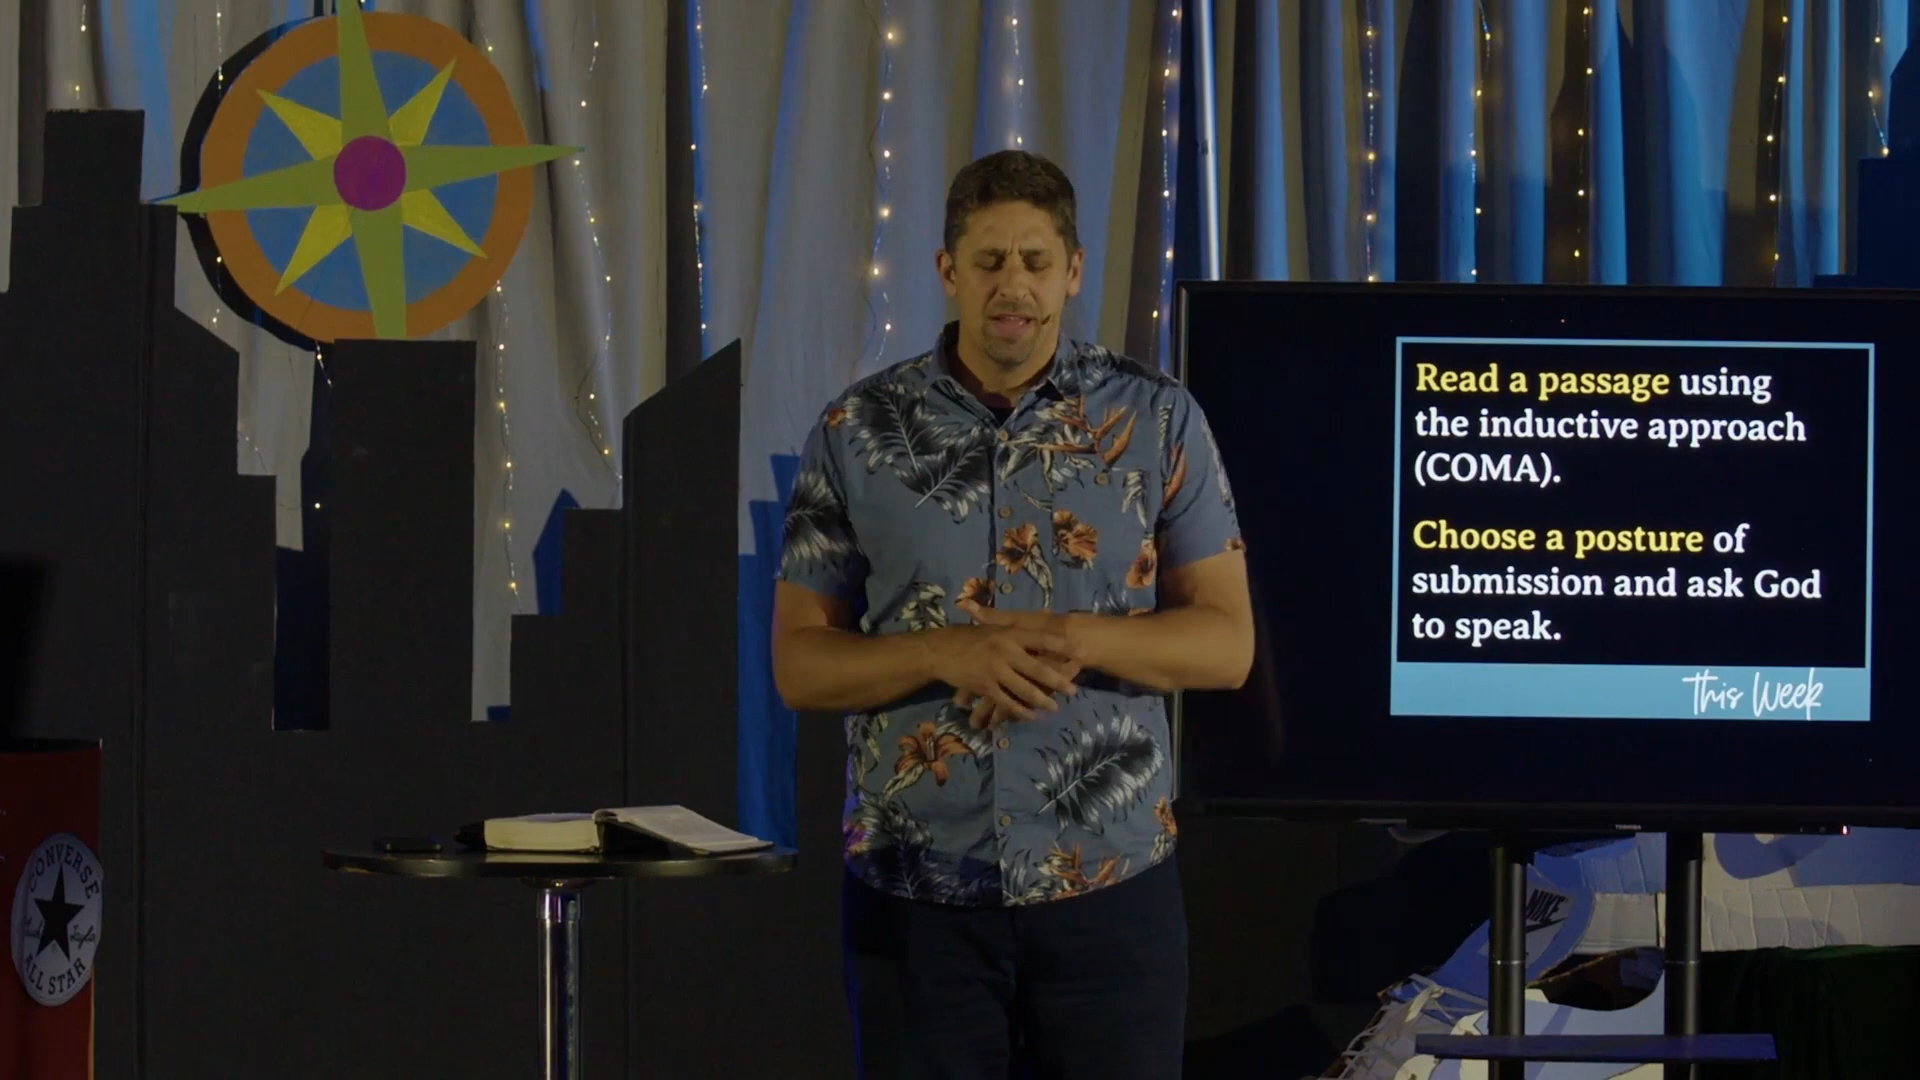 Read a passage using
the inductive approach
(COMA).
Choose a posture of
submission and ask God
to speak.
This Week
TOSHIBA
CONVERSE
ALL STAR
NIKE